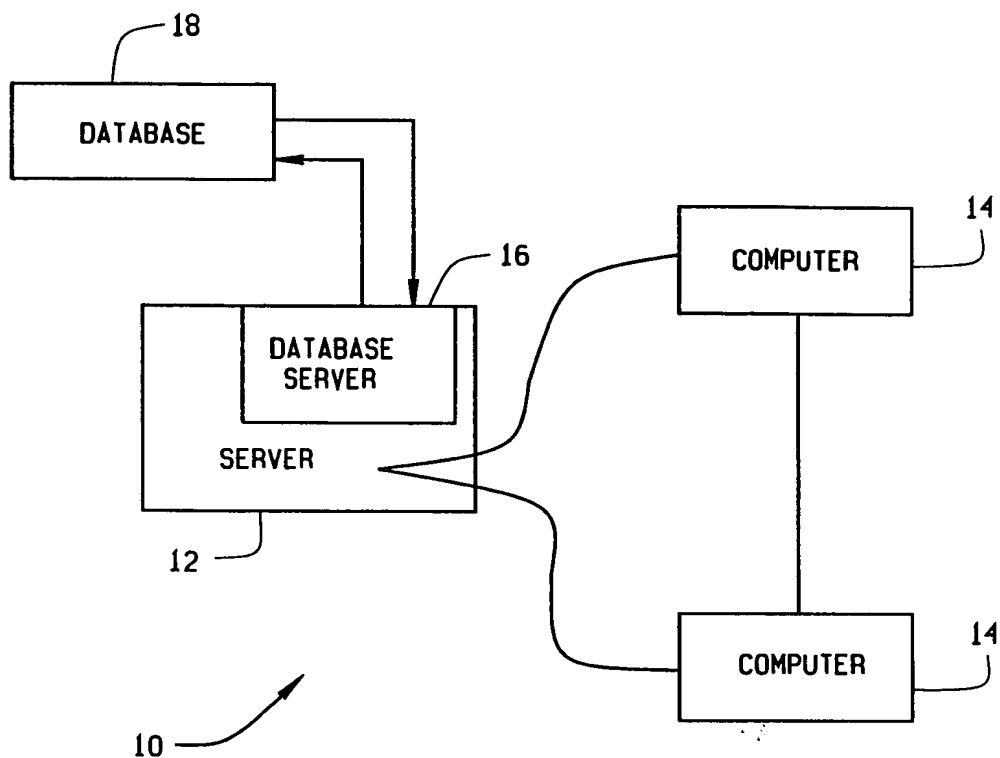 18
DATABASE
16
14
COMPUTER
DATABASE
SERVER
SERVER
12
14
COMPUTER
10